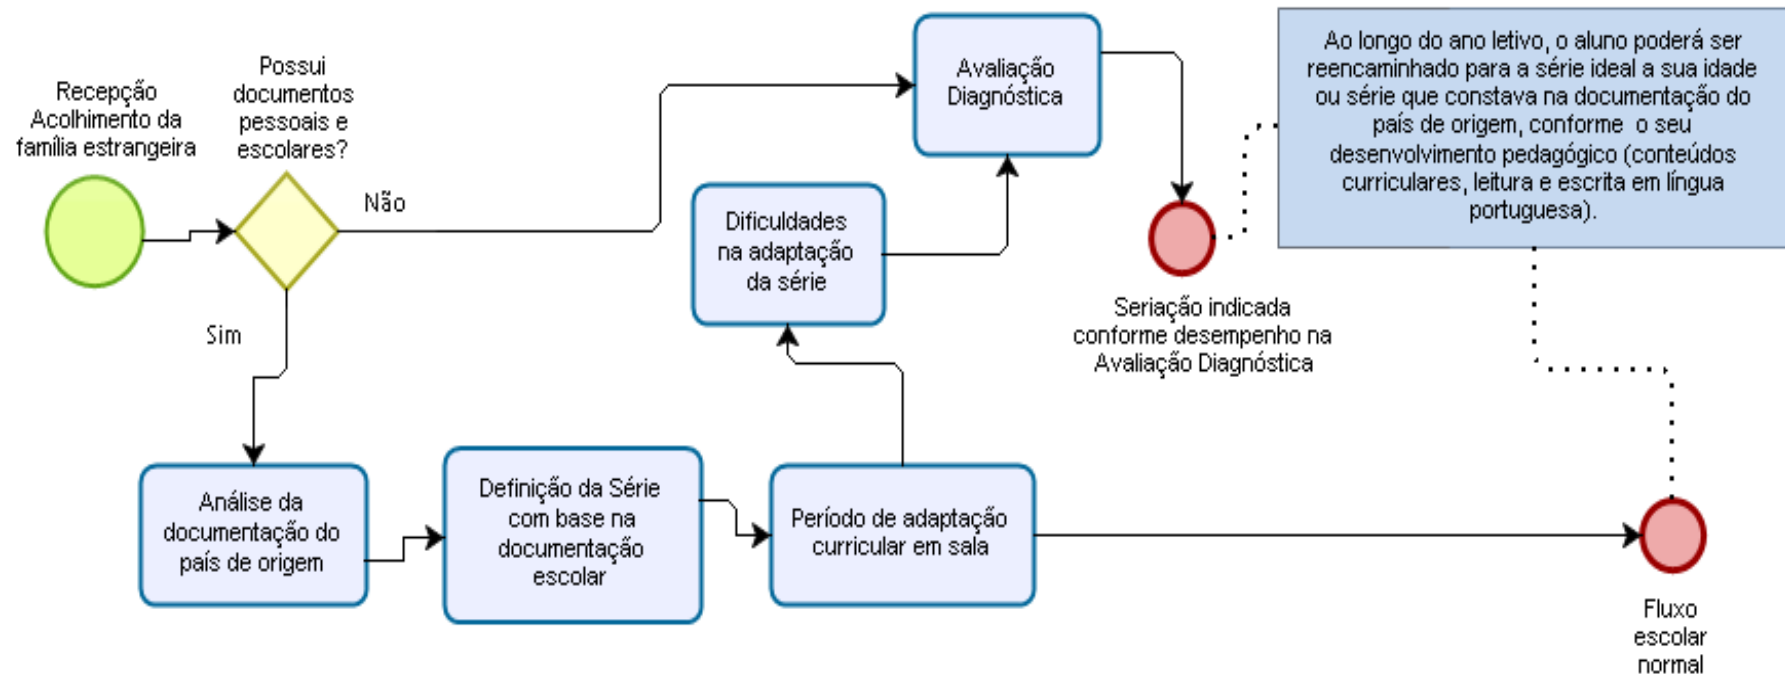 Recepção
Acolhimento da
família estrangeira
Possui
documentos
pessoais e
escolares?
Não
Sim
Análise da
documentação do
país de origem
Definição da Série
com base na
documentação
escolar
Período de adaptação
curricular em sala
Dificuldades
na adaptação
da série
Avaliação
Diagnóstica
Seriação indicada
conforme desempenho na
Avaliação Diagnóstica
Ao longo do ano letivo, o aluno poderá ser
reencaminhado para a série ideal a sua idade
ou série que constava na documentação do
país de origem, conforme o seu
desenvolvimento pedagógico (conteúdos
curriculares, leitura e escrita em língua
portuguesa).
Fluxo
escolar
normal